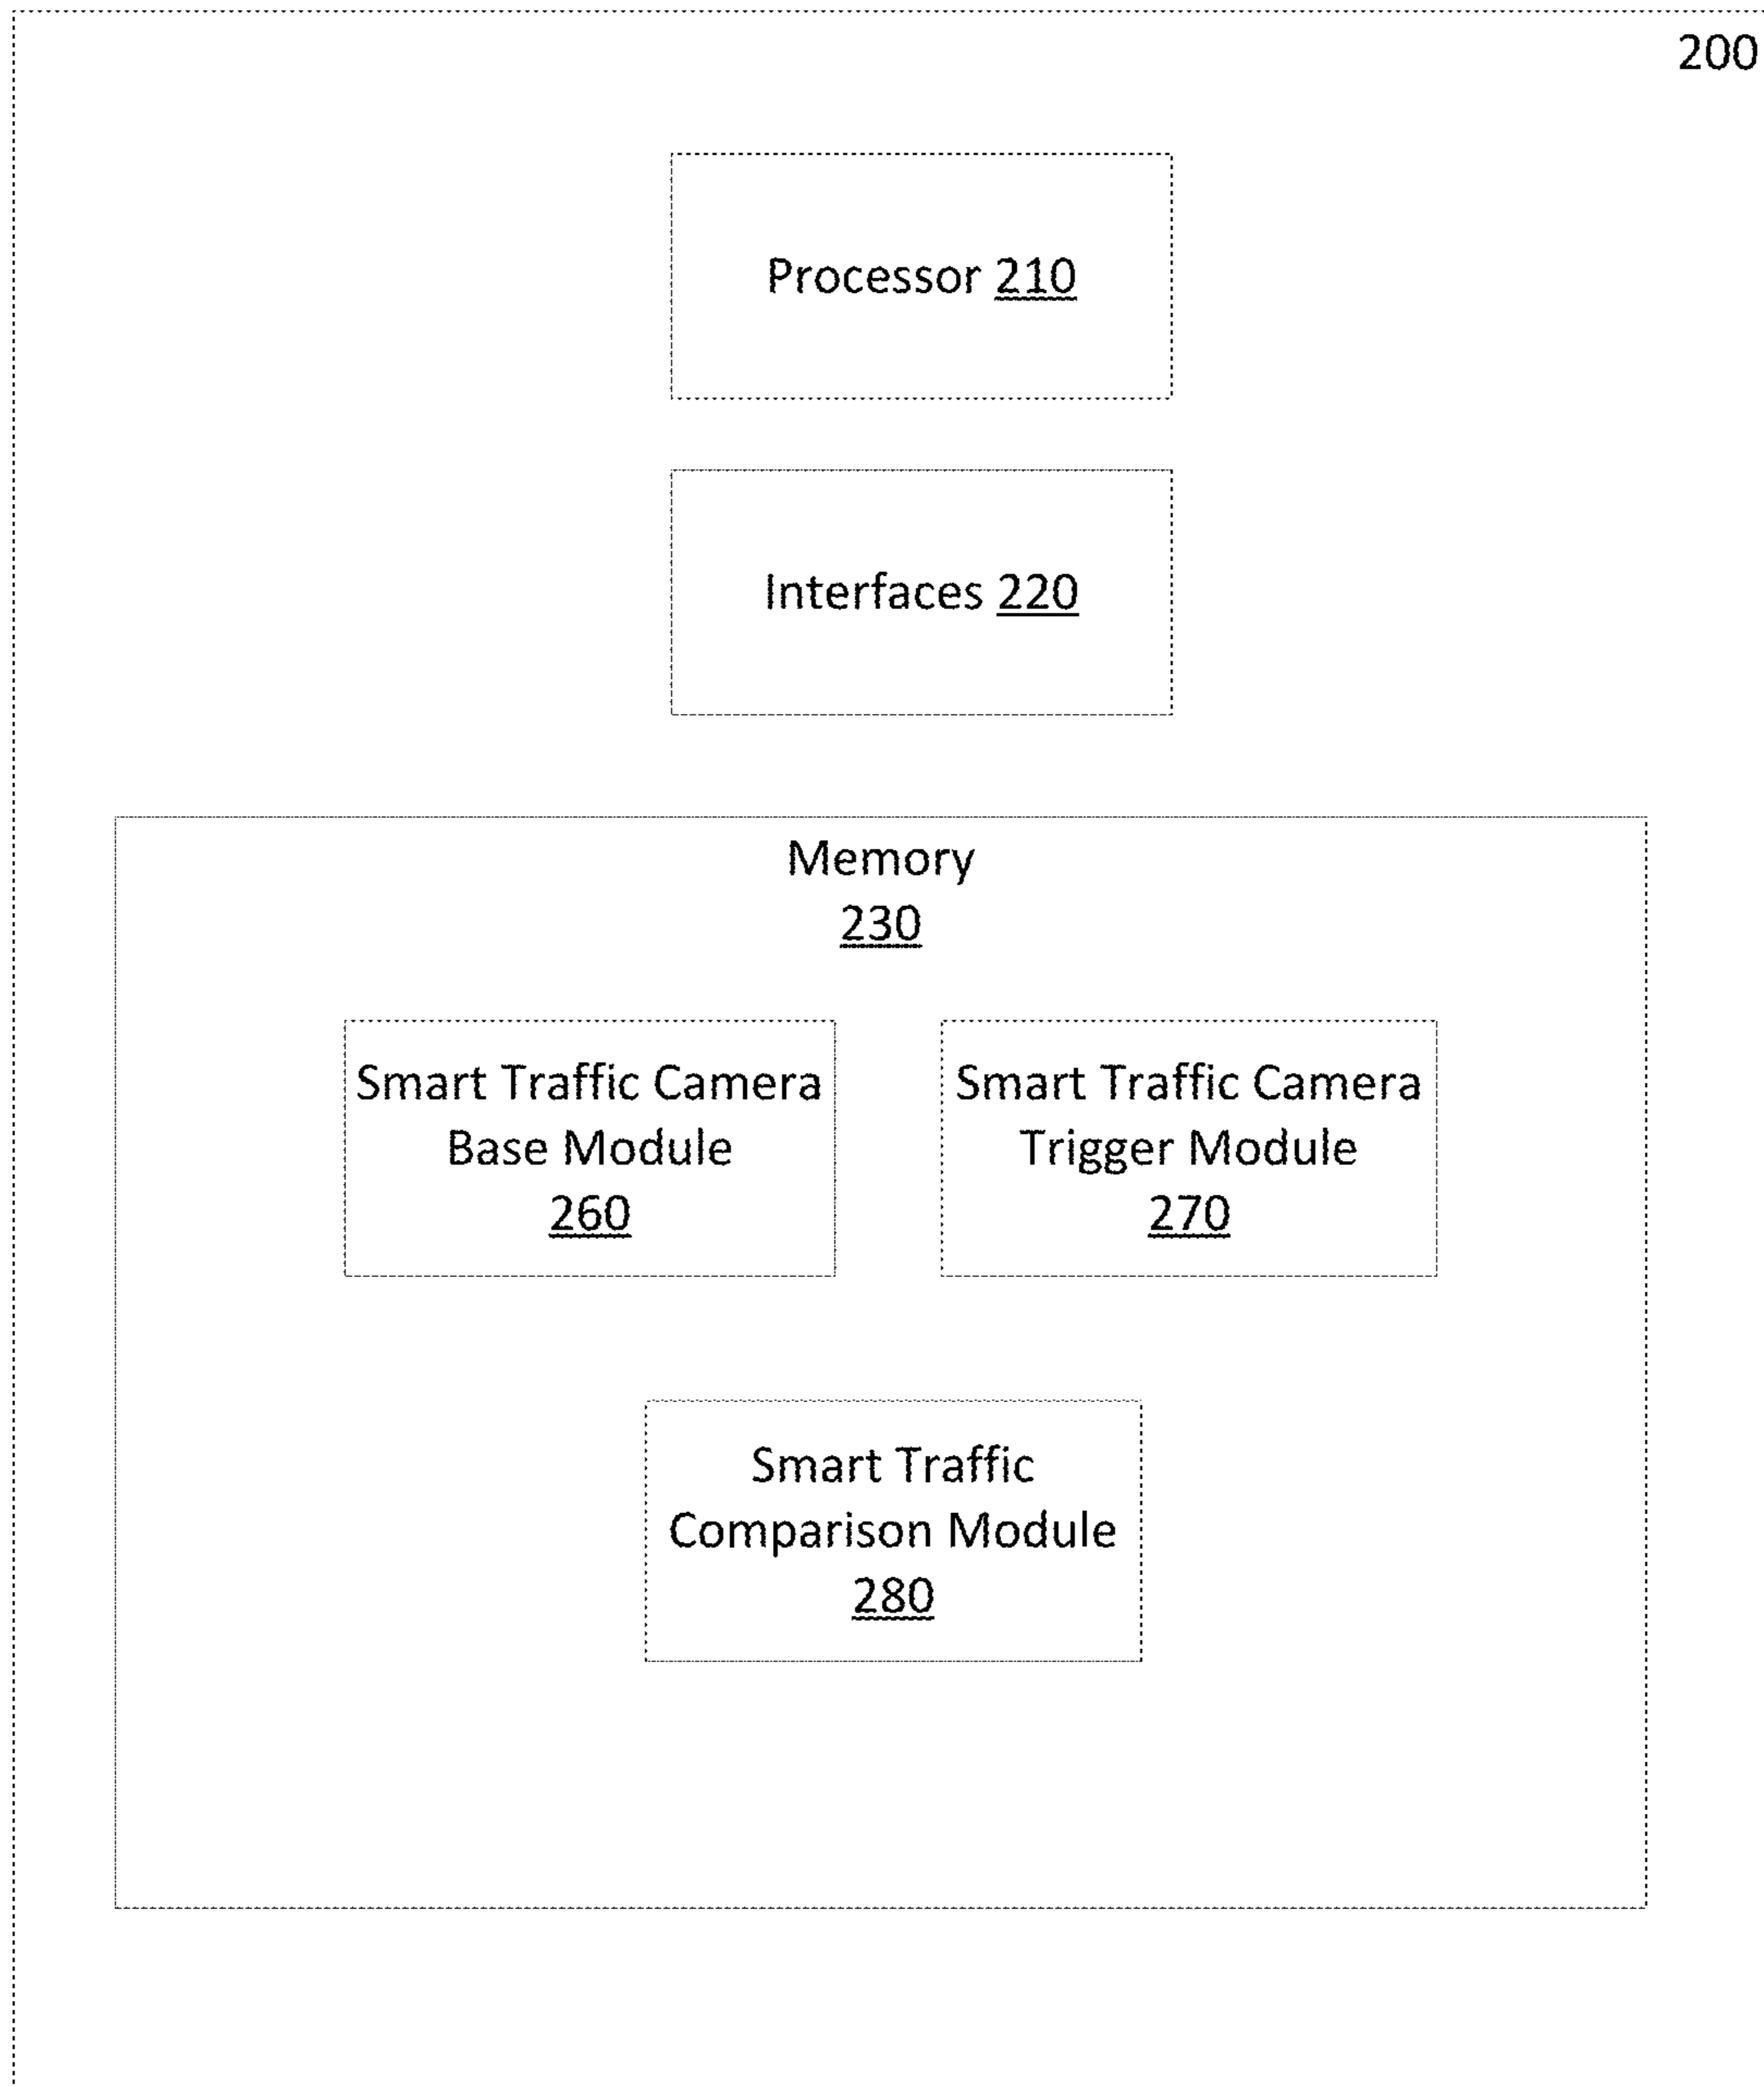 200
Processor 210
Interfaces 220
Memory
230
Smart Traffic Camera
Base Module
260
Smart Traffic Camera
Trigger Module
270
Smart Traffic
Comparison Module
280